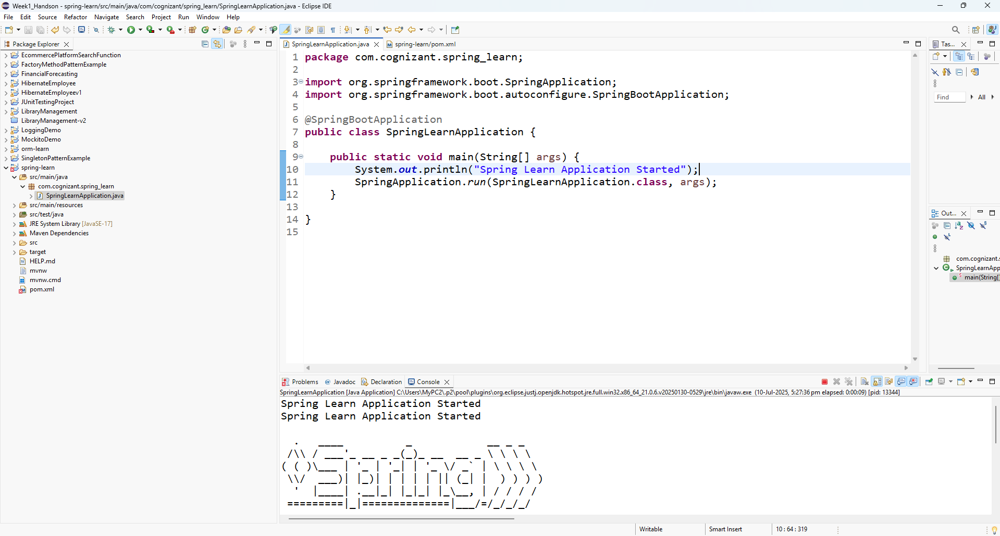 Week1_Handson - spring-learn/src/main/java/com/cognizant/spring_learn/SpringLearnApplication.java - Eclipse IDE
File Edit Source Refactor Navigate Search Project Run Window Help
Package Explorer
EcommercePlatformSearchFunction
FactoryMethodPatternExample
FinancialForecasting
HibernateEmployee
HibernateEmployeev1
JUnitTestingProject
LibraryManagement
LibraryManagement-v2
LoggingDemo
MockitoDemo
orm-learn
SingletonPatternExample
spring-learn
src/main/java
com.cognizant.spring_learn
SpringLearnApplication.java
src/main/resources
src/test/java
JRE System Library [JavaSE-17]
Maven Dependencies
src
target
HELP.md
mvnw
mvnw.cmd
pom.xml
SpringLearnApplication.java spring-learn/pom.xml
1 package com.cognizant.spring_learn;
2
3 import org.springframework.boot.SpringApplication;
4 import org.springframework.boot.autoconfigure.SpringBootApplication;
5
6 @SpringBootApplication
7 public class SpringLearnApplication {
8
9 public static void main(String[] args) {
10 System.out.println("Spring Learn Application Started");
11 SpringApplication.run(SpringLearnApplication.class, args);
12 }
13
14 }
15
Tas...
Find All
Out...
com.cognizant.s
SpringLearnApp
main(String[]
Problems Javadoc Declaration Console
SpringLearnApplication [Java Application] C:\Users\MyPC2\.p2\pool\plugins\org.eclipse.justj.openjdk.hotspot.jre.full.win32.x86_64_21.0.6.v20250130-0529\jre\bin\javaw.exe (10-Jul-2025, 5:27:36 pm elapsed: 0:00:09) [pid: 13344]
Spring Learn Application Started
Spring Learn Application Started
  .   ____          _            __ _ _
 /\\ / ___'_ __ _ _(_)_ __  __ _ \ \ \ \
( ( )\___ | '_ | '_| | '_ \/ _` | \ \ \ \
 \\/  ___)| |_)| | | | | || (_| |  ) ) ) )
  '  |____| .__|_| |_|_| |_\__, | / / / /
 =========|_|==============|___/=/_/_/_/
Writable Smart Insert 10 : 64 : 319